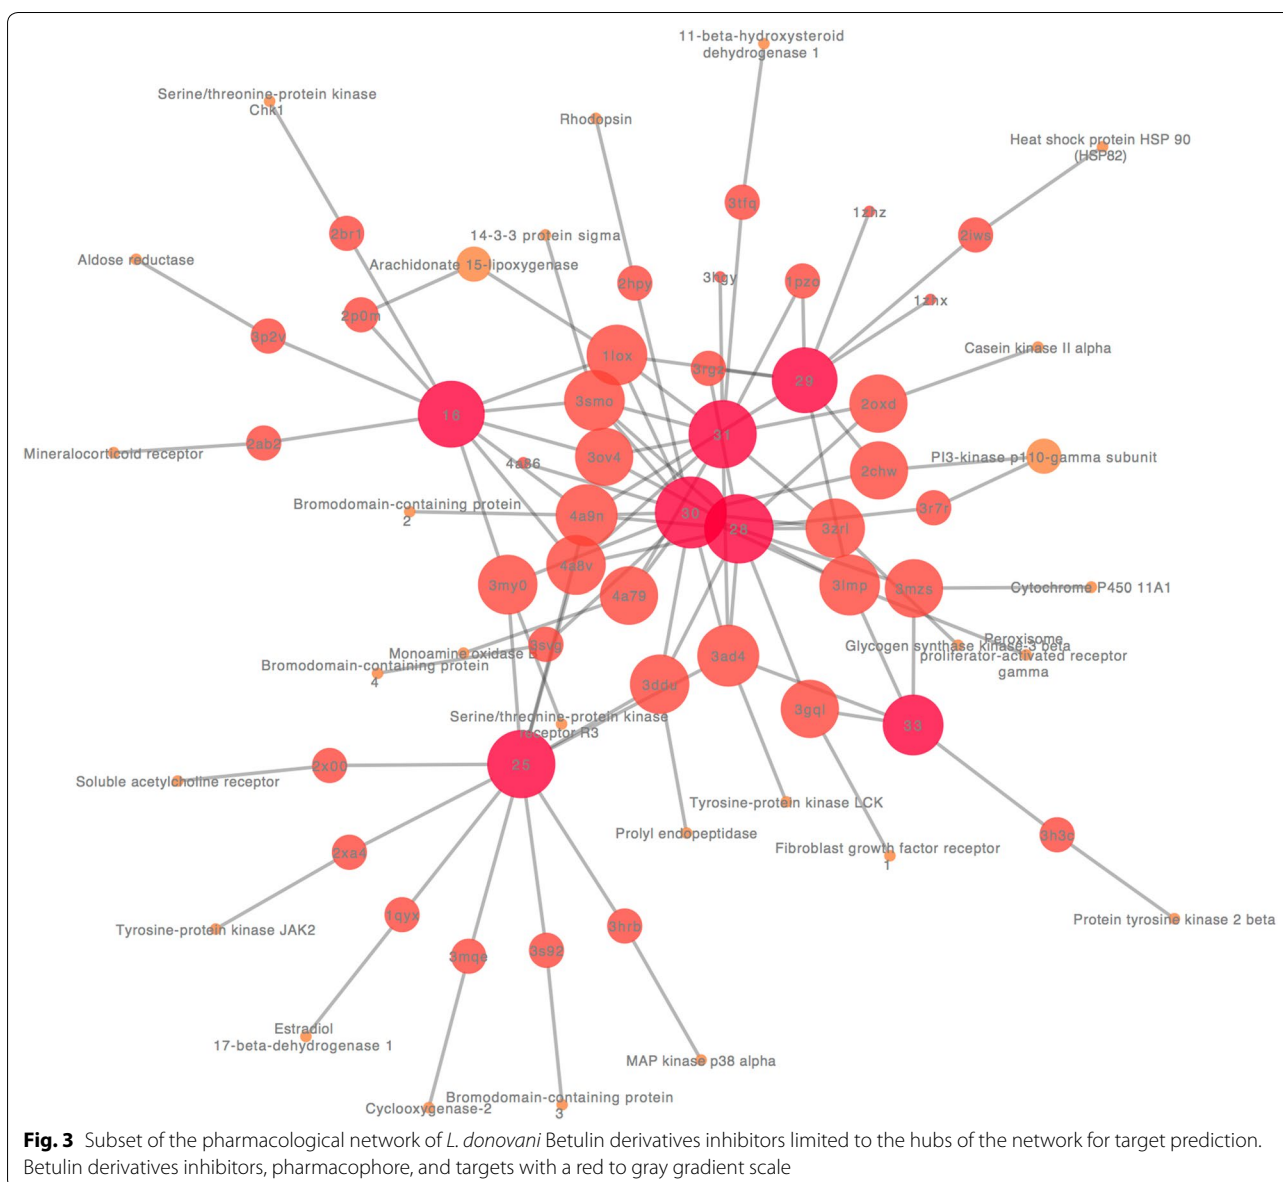 11-beta-hydroxysteroid
dehydrogenase 1
Serine/threonine-protein kinase
Chk1
Rhodopsin
Heat shock protein HSP 90
(HSP82)
3tfq
1zhz
2br1
14-3-3 protein sigma
2iws
Aldose reductase
Arachidonate 15-lipoxygenase
2hpy
3hgy
1pzo
1zhx
2p0m
3p2v
Casein kinase II alpha
1lox
3rgz
29
3smo
2oxd
16
31
2ab2
Mineralocorticoid receptor
3ov4
4a86
2chw
PI3-kinase p110-gamma subunit
Bromodomain-containing protein
2
4a9n
30
28
3zrl
3r7r
4a8v
3my0
4a79
3lmp
3mzs
Cytochrome P450 11A1
3svg
Monoamine oxidase B
Bromodomain-containing protein
4
3ad4
Glycogen synthase kinase-3 beta
Peroxisome
proliferator-activated receptor
gamma
3ddu
3gql
Serine/threonine-protein kinase
receptor R3
33
25
2x00
Soluble acetylcholine receptor
Tyrosine-protein kinase LCK
Prolyl endopeptidase
Fibroblast growth factor receptor
1
3h3c
2xa4
1qyx
Tyrosine-protein kinase JAK2
3hrb
Protein tyrosine kinase 2 beta
3mqe
3s92
Estradiol
17-beta-dehydrogenase 1
MAP kinase p38 alpha
Cyclooxygenase-2
Bromodomain-containing protein
3
Fig. 3 Subset of the pharmacological network of L. donovani Betulin derivatives inhibitors limited to the hubs of the network for target prediction.
Betulin derivatives inhibitors, pharmacophore, and targets with a red to gray gradient scale